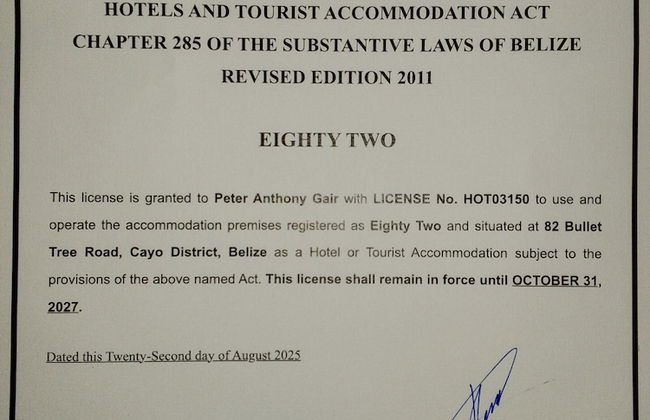 HOTELS AND TOURIST ACCOMMODATION ACT
CHAPTER 285 OF THE SUBSTANTIVE LAWS OF BELIZE
REVISED EDITION 2011
EIGHTY TWO
This license is granted to Peter Anthony Gair with LICENSE No. HOT03150 to use and
operate the accommodation premises registered as Eighty Two and situated at 82 Bullet
Tree Road, Cayo District, Belize as a Hotel or Tourist Accommodation subject to the
provisions of the above named Act. This license shall remain in force until OCTOBER 31,
2027.
Dated this Twenty-Second day of August 2025